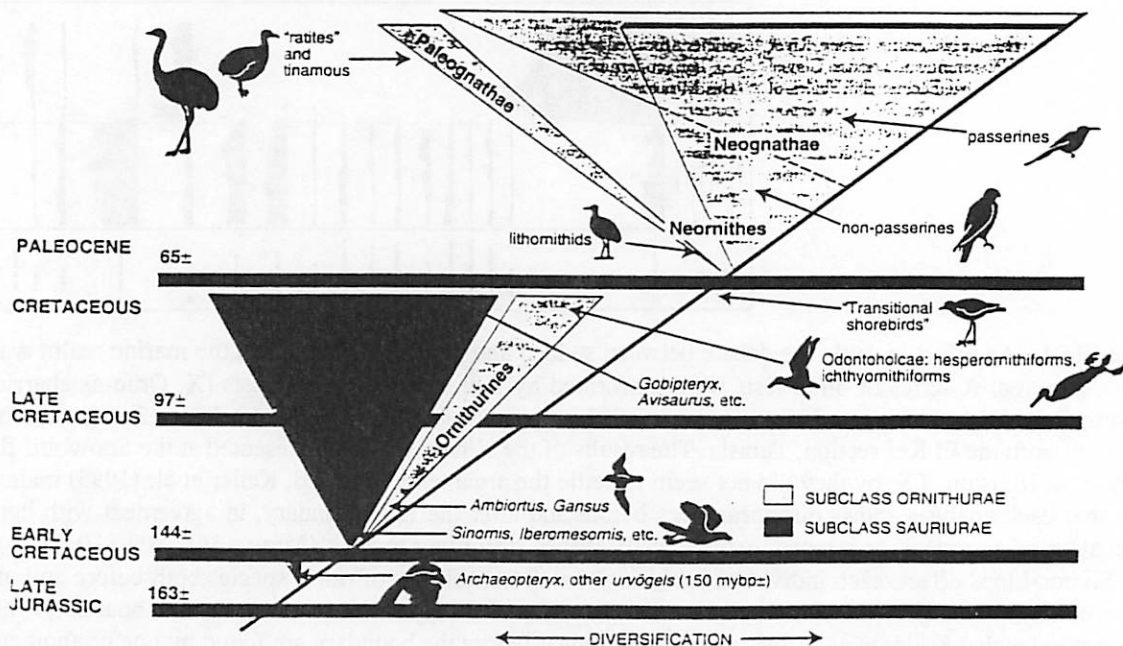 "ratites"
and
tinamous
Paleognathae
passerines
Neognathae
non-passerines
Neornithes
lithornithids
PALEOCENE
65±
CRETACEOUS
"Transitional
shorebirds"
Odontoholcae: hesperornithiforms,
ichthyornithiforms
Gobipteryx,
Avisaurus, etc.
LATE
CRETACEOUS
97±
Ornithurines
Ambiortus, Gansus
Sinornis, Iberomesornis, etc.
SUBCLASS ORNITHURAE
SUBCLASS SAURIURAE
EARLY
CRETACEOUS
144±
Archaeopteryx, other urvögels (150 mybp±)
LATE
JURASSIC
163±
DIVERSIFICATION